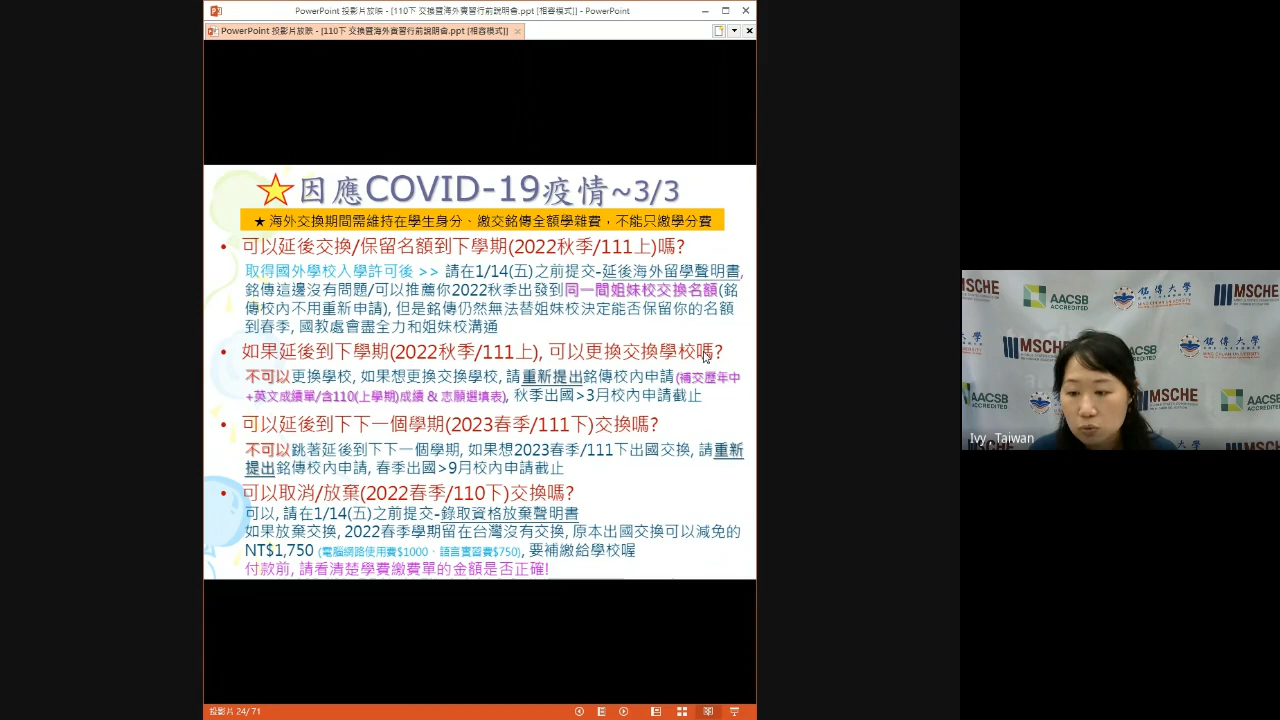 PowerPoint 投影片放映 - [110下 交換暨海外實習行前說明會.ppt [相容模式]] - PowerPoint
PowerPoint 投影片放映 - [110下 交換暨海外實習行前說明會.ppt [相容模式]]
因應COVID-19疫情~3/3
★ 海外交換期間需維持在學生身分、繳交銘傳全額學雜費，不能只繳學分費
• 可以延後交換/保留名額到下學期(2022秋季/111上)嗎?
取得國外學校入學許可後 >> 請在1/14(五)之前提交-延後海外留學聲明書,
銘傳這邊沒有問題/可以推薦你2022秋季出發到同一間姐妹校交換名額(銘
傳校內不用重新申請), 但是銘傳仍然無法替姐妹校決定能否保留你的名額
到春季, 國教處會盡全力和姐妹校溝通
• 如果延後到下學期(2022秋季/111上), 可以更換交換學校嗎?
不可以更換學校, 如果想更換交換學校, 請重新提出銘傳校內申請(補交歷年中
+英文成績單/含110(上學期)成績 & 志願選填表), 秋季出國>3月校內申請截止
• 可以延後到下下一個學期(2023春季/111下)交換嗎?
不可以跳著延後到下下一個學期, 如果想2023春季/111下出國交換, 請重新
提出銘傳校內申請, 春季出國>9月校內申請截止
• 可以取消/放棄(2022春季/110下)交換嗎?
可以, 請在1/14(五)之前提交-錄取資格放棄聲明書
如果放棄交換, 2022春季學期留在台灣沒有交換, 原本出國交換可以減免的
NT$1,750 (電腦網路使用費$1000、語言實習費$750), 要補繳給學校喔
付款前, 請看清楚學費繳費單的金額是否正確!
投影片 24/71
MSCHE
AACSB
ACCREDITED
銘傳大學
MING CHUAN UNIVERSITY
MSCHE
MSCHE
銘傳大學
MING CHUAN UNIVERSITY
AACSB
ACCREDITED
MSCHE
AACSB
ACCREDITED
Ivy , Taiwan